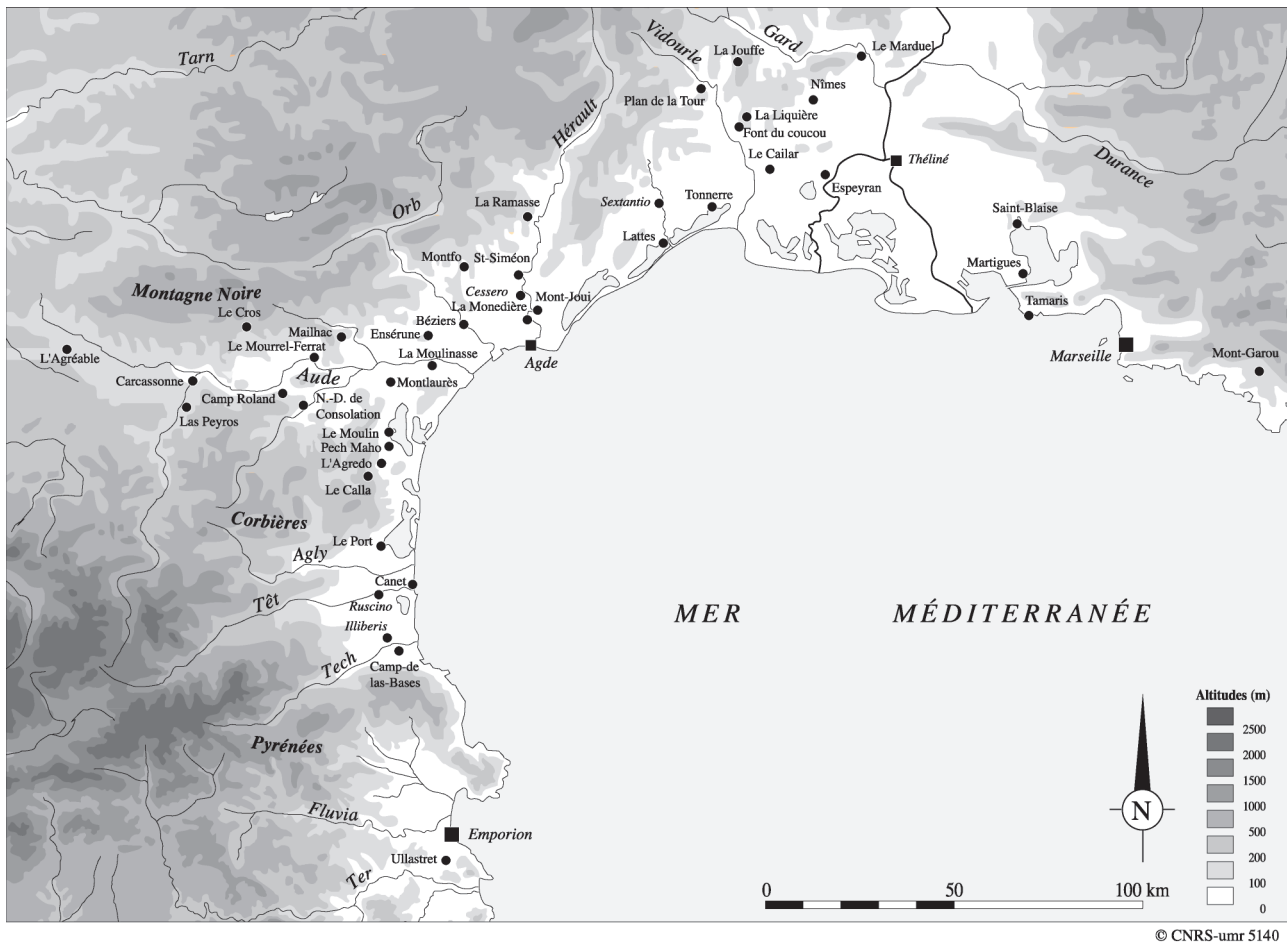 Tarn
Vidourle
Gard
La Jouffe
Le Marduel
Plan de la Tour
Nîmes
La Liquière
Font du coucou
Hérault
Le Cailar
Théliné
Durance
Espeyran
Orb
La Ramasse
Sextantio
Tonnerre
Saint-Blaise
Lattes
Montfo
St-Siméon
Martigues
Montagne Noire
Cessero
Mont-Joui
La Monedière
Tamaris
Le Cros
Béziers
Mailhac
Ensérune
Le Mourrel-Ferrat
L'Agréable
La Moulinasse
Agde
Marseille
Mont-Garou
Aude
Carcassonne
Montlaurès
Camp Roland
N.-D. de
Consolation
Las Peyros
Le Moulin
Pech Maho
L'Agredo
Le Calla
Corbières
Le Port
Agly
Canet
Têt
Ruscino
MER MÉDITERRANÉE
Illiberis
Tech
Camp-de
las-Bases
Altitudes (m)
2500
2000
1500
1000
500
200
100
0
Pyrénées
N
Fluvia
Emporion
Ullastret
Ter
0 50 100 km
© CNRS-umr 5140